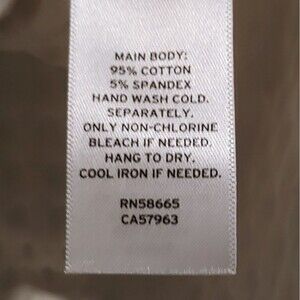 MAIN BODY:
95% COTTON
5% SPANDEX
HAND WASH COLD.
SEPARATELY.
ONLY NON-CHLORINE
BLEACH IF NEEDED.
HANG TO DRY.
COOL IRON IF NEEDED.
RN58665
CA57963